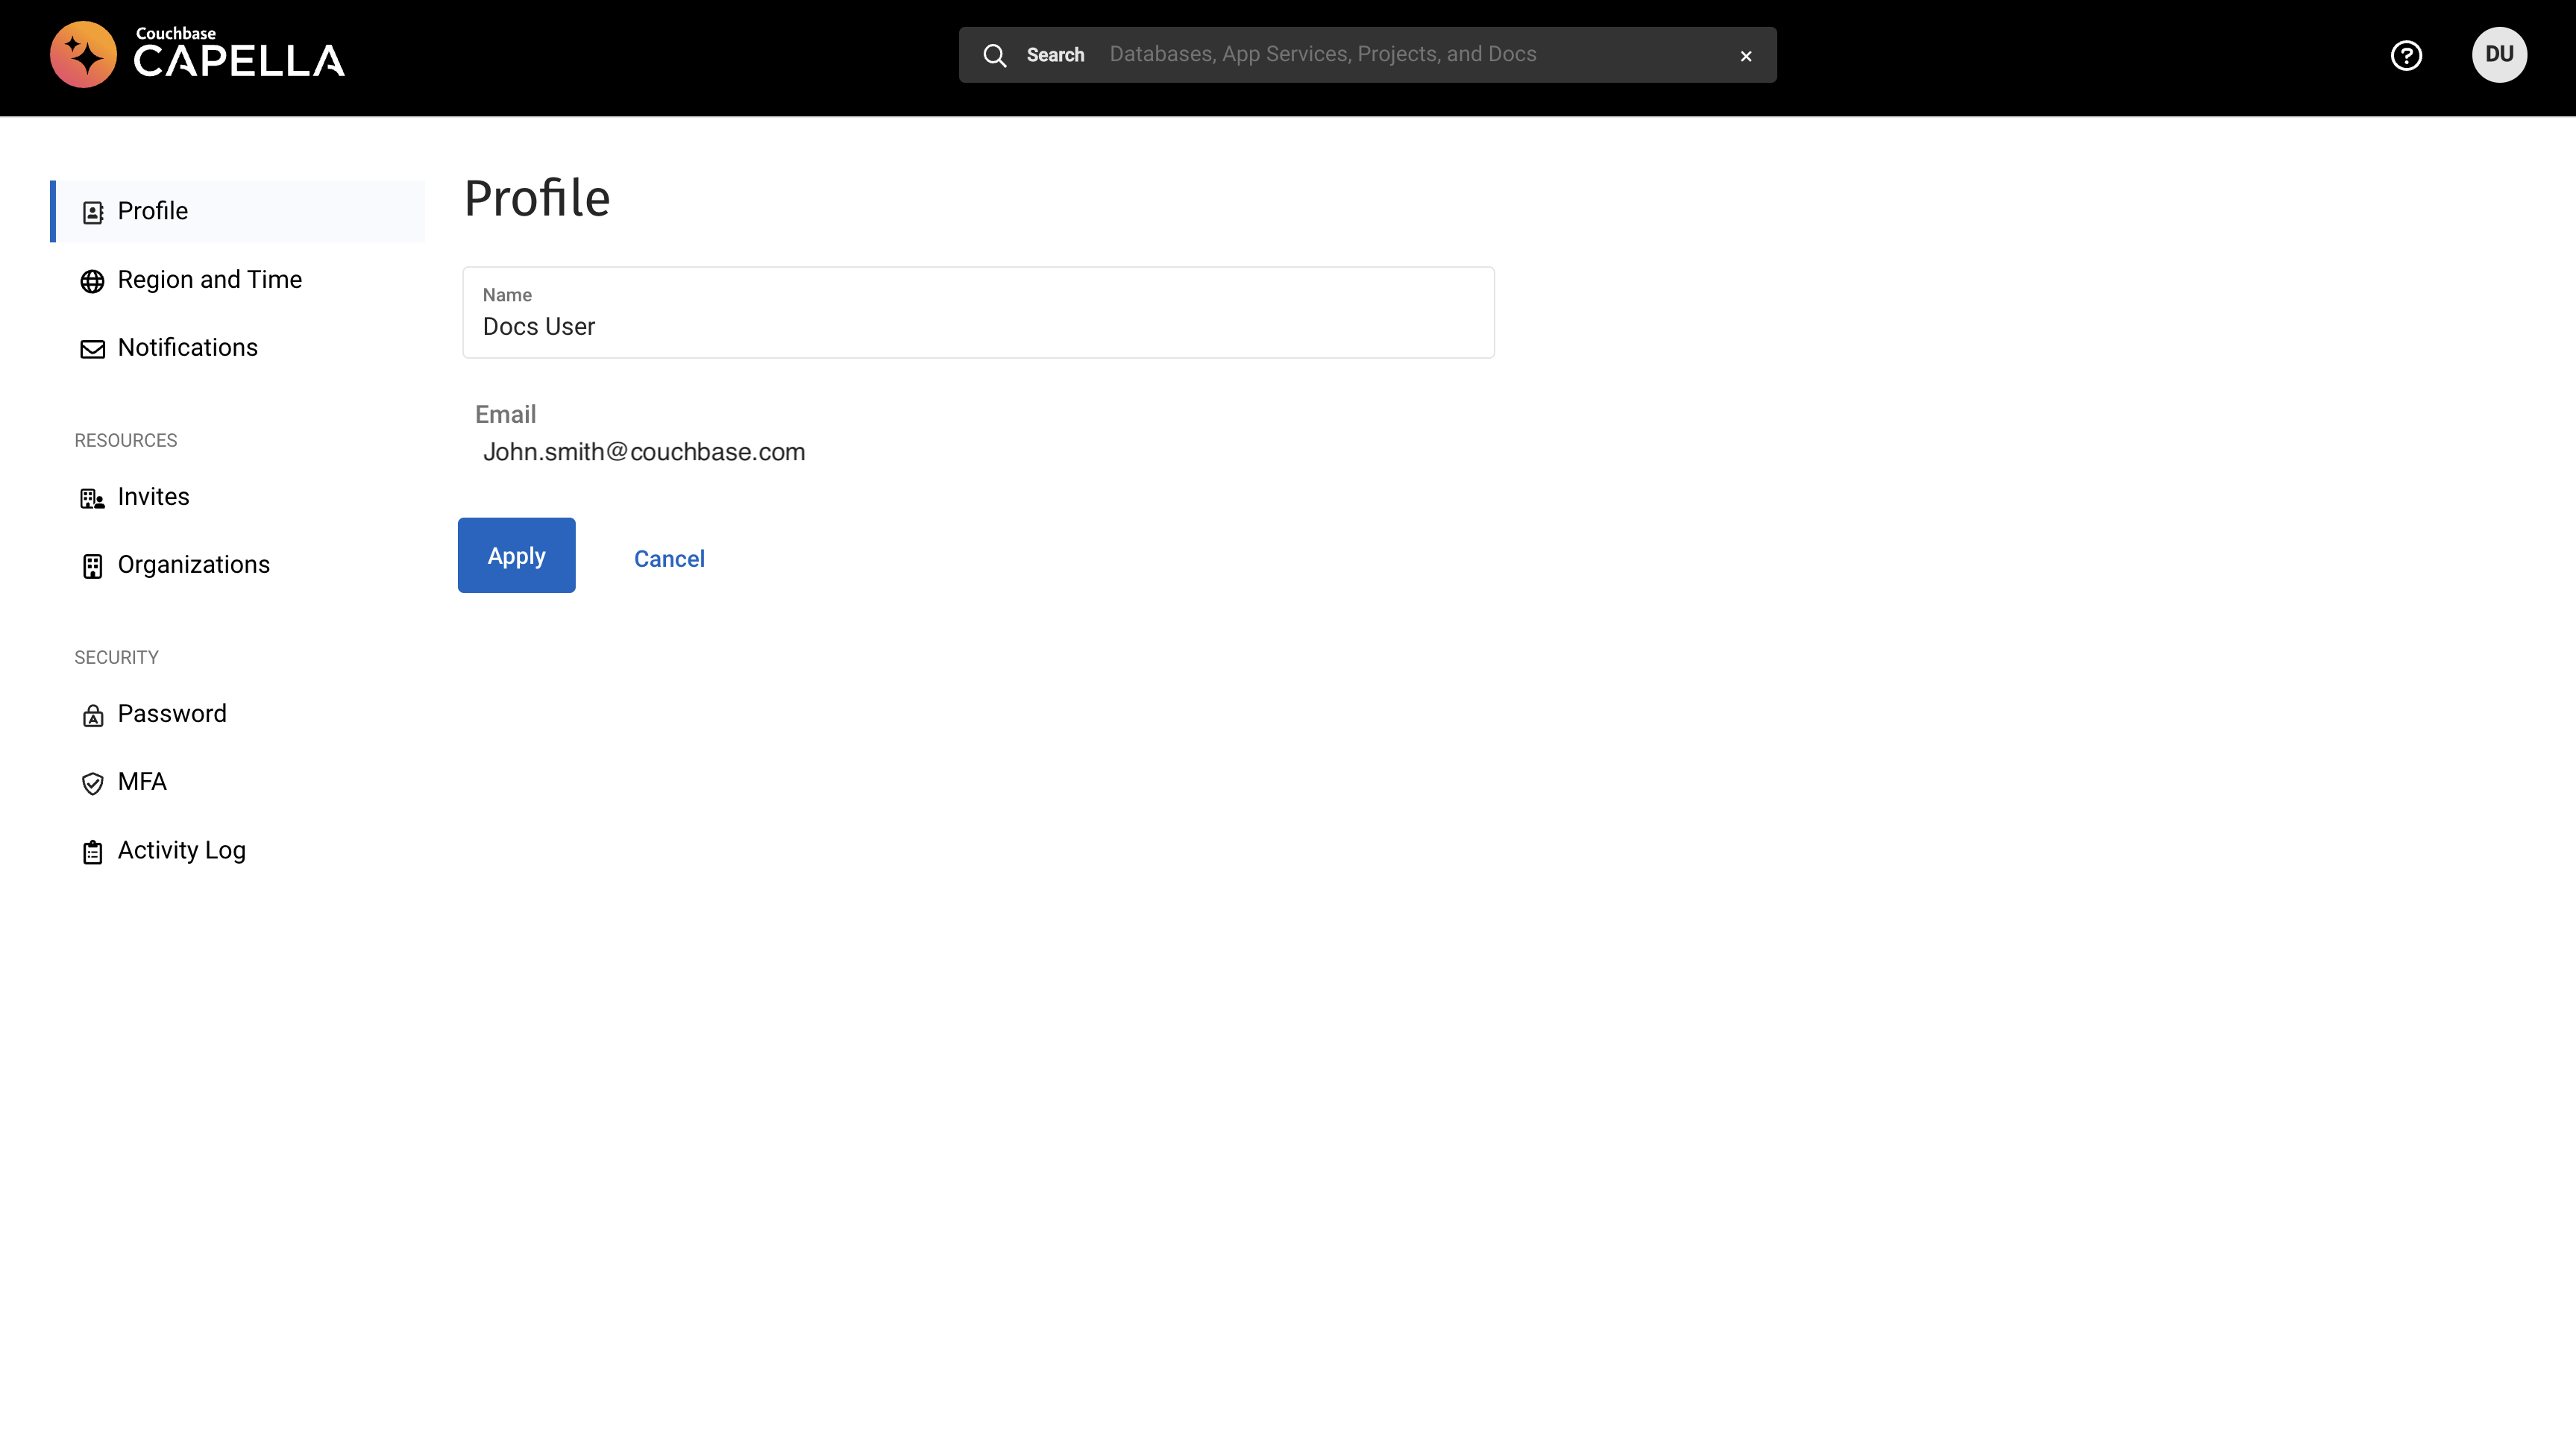 Couchbase
CAPELLA
Search Databases, App Services, Projects, and Docs
DU
Profile
Region and Time
Notifications
RESOURCES
Invites
Organizations
SECURITY
Password
MFA
Activity Log
Profile
Name
Docs User
Email
John.smith@couchbase.com
Apply Cancel